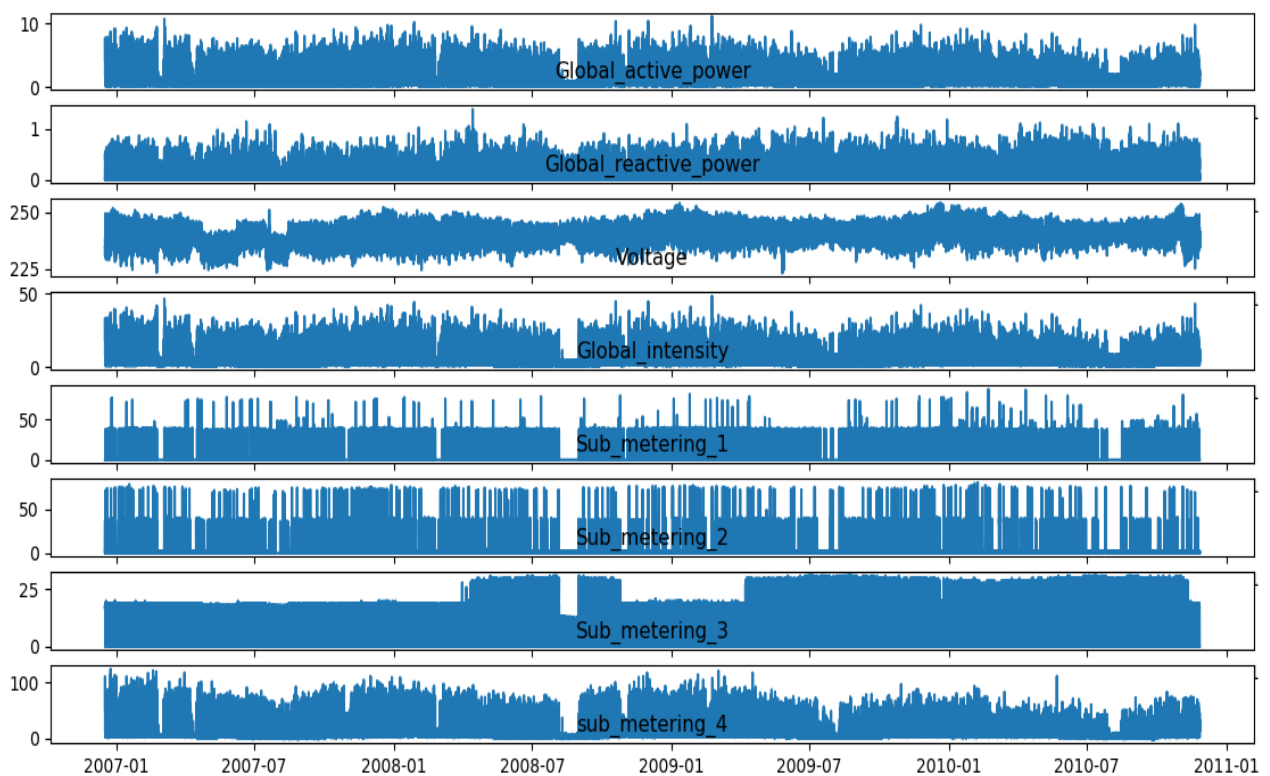 10
0
Global_active_power
1
0
Global_reactive_power
250
225
Voltage
50
0
Global_intensity
50
0
Sub_metering_1
50
0
Sub_metering_2
25
0
Sub_metering_3
100
0
sub_metering_4
2007-01 2007-07 2008-01 2008-07 2009-01 2009-07 2010-01 2010-07 2011-01